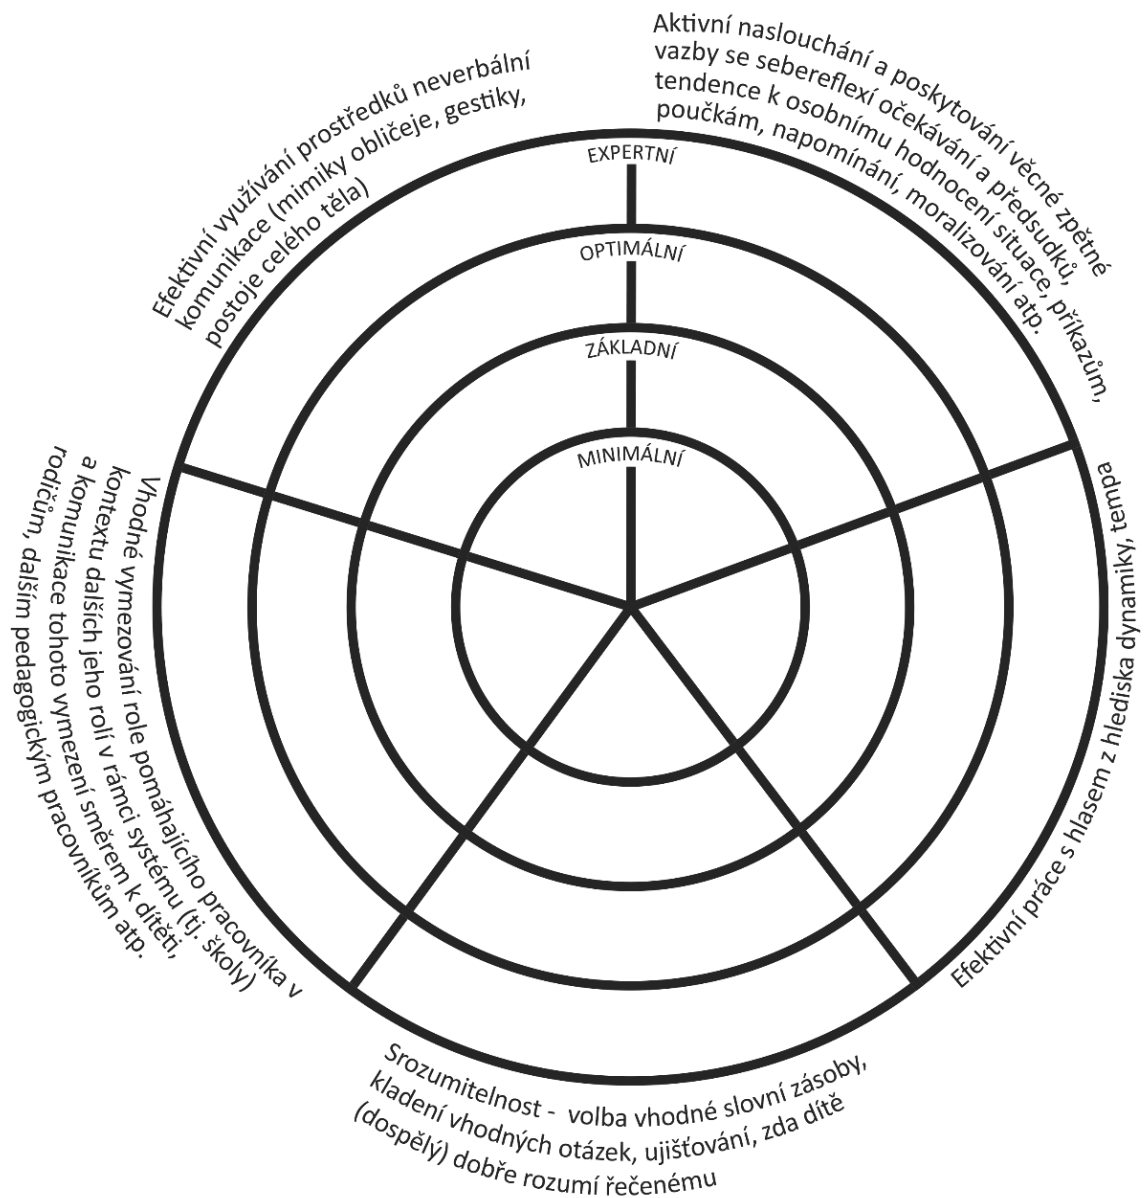 Aktivní naslouchání a poskytování věcné zpětné
vazby se sebereflexí očekávání a předsudků,
tendence k osobnímu hodnocení situace, příkazům,
poučkám, napomínání, moralizování atp.
Efektivní využívání prostředků neverbální
komunikace (mimiky obličeje, gestiky,
postoje celého těla)
EXPERTNÍ
OPTIMÁLNÍ
ZÁKLADNÍ
MINIMÁLNÍ
Efektivní práce s hlasem z hlediska dynamiky, tempa
Vhodné vymezování role pomáhajícího pracovníka v
kontextu dalších jeho rolí v rámci systému (tj. školy)
a komunikace tohoto vymezení směrem k dítěti,
rodičům, dalším pedagogickým pracovníkům atp.
Srozumitelnost - volba vhodné slovní zásoby,
kladení vhodných otázek, ujišťování, zda dítě
(dospělý) dobře rozumí řečenému